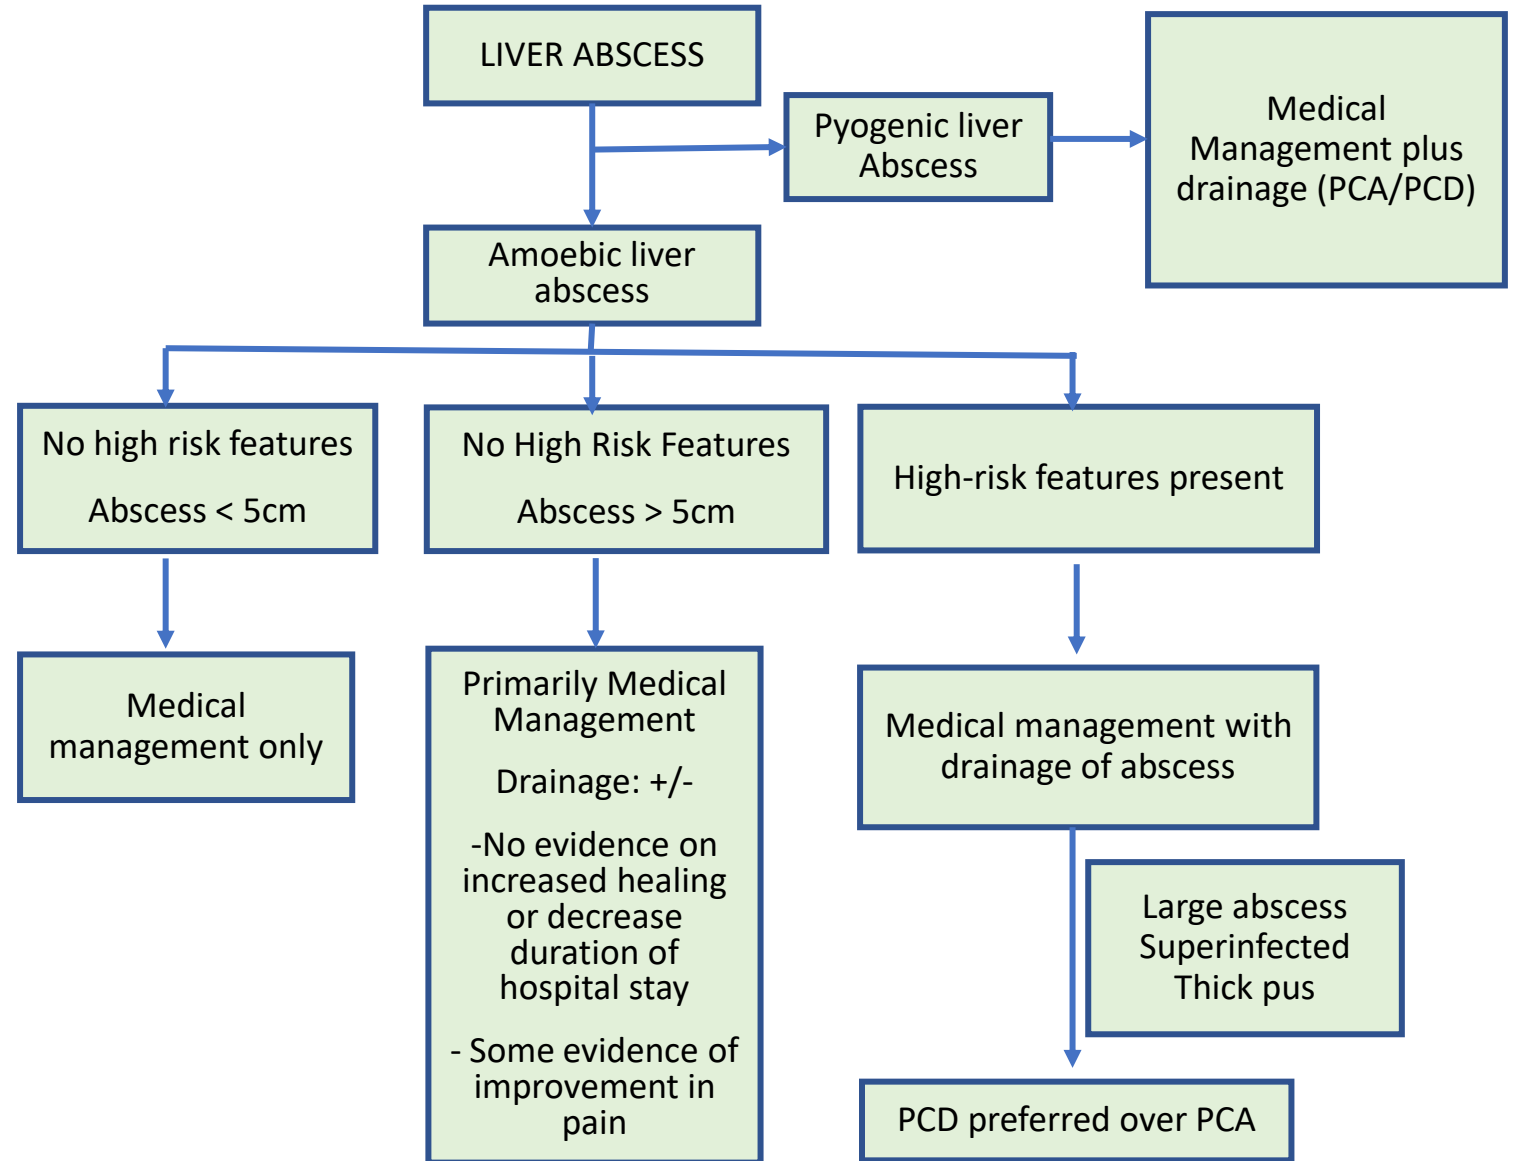 LIVER ABSCESS
Pyogenic liver
Abscess
Medical
Management plus
drainage (PCA/PCD)
Amoebic liver
abscess
No high risk features
Abscess < 5cm
No High Risk Features
Abscess > 5cm
High-risk features present
Medical
management only
Primarily Medical
Management
Drainage: +/-
-No evidence on
increased healing
or decrease
duration of
hospital stay
- Some evidence of
improvement in
pain
Medical management with
drainage of abscess
Large abscess
Superinfected
Thick pus
PCD preferred over PCA